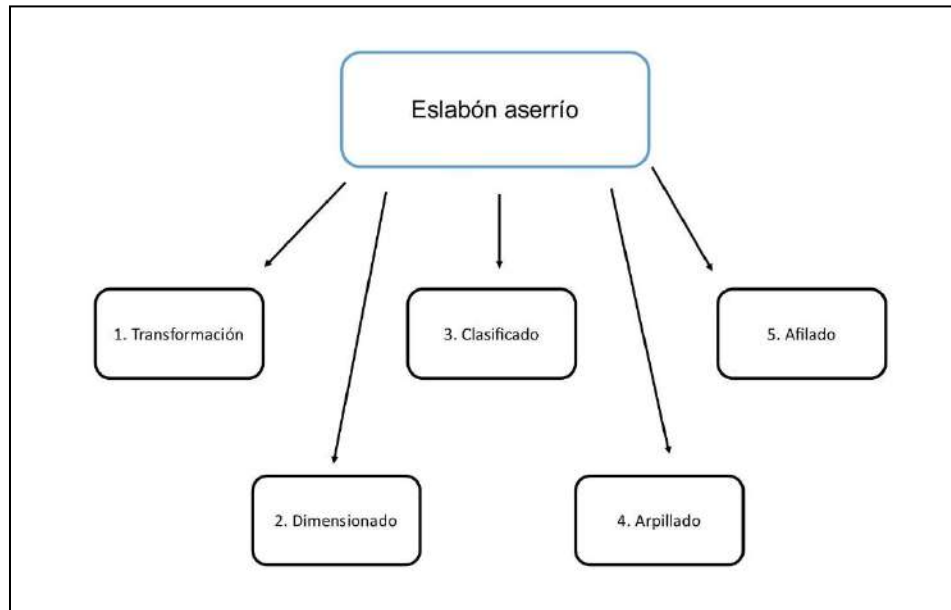 Eslabón aserrío
1. Transformación
3. Clasificado
5. Afilado
2. Dimensionado
4. Arpillado